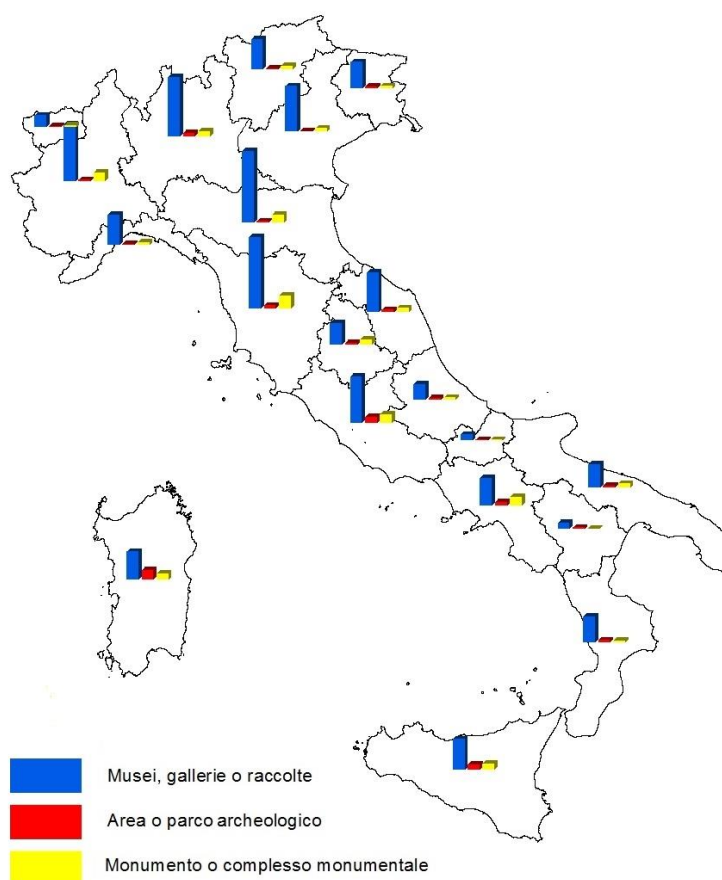 Musei, gallerie o raccolte
Area o parco archeologico
Monumento o complesso monumentale